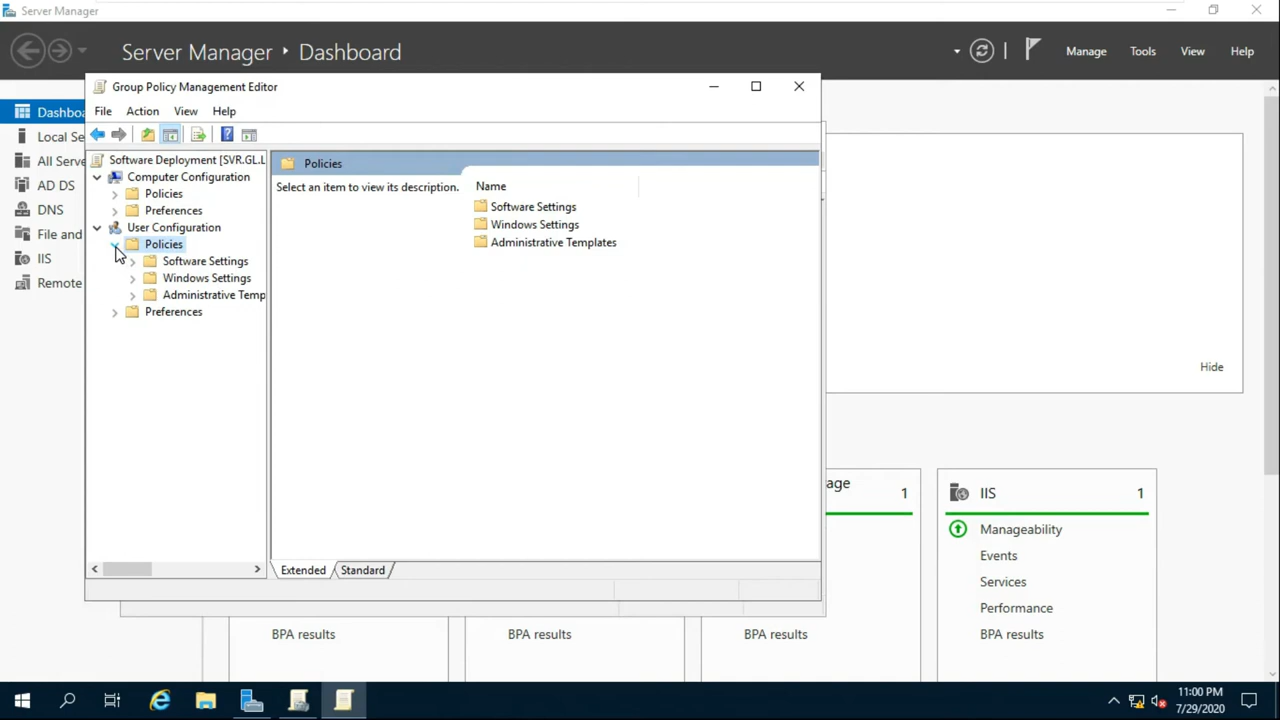 Server Manager
Server Manager ‣ Dashboard
Manage Tools View Help
Group Policy Management Editor
File Action View Help
Dashboa
Local Se
All Serve
AD DS
DNS
File and
IIS
Remote
Software Deployment [SVR.GL.L
Computer Configuration
Policies
Preferences
User Configuration
Policies
Software Settings
Windows Settings
Administrative Temp
Preferences
Policies
Select an item to view its description.
Name
Software Settings
Windows Settings
Administrative Templates
Extended Standard
Hide
age 1
IIS 1
Manageability
Events
Services
Performance
BPA results
BPA results
BPA results
BPA results
11:00 PM
7/29/2020